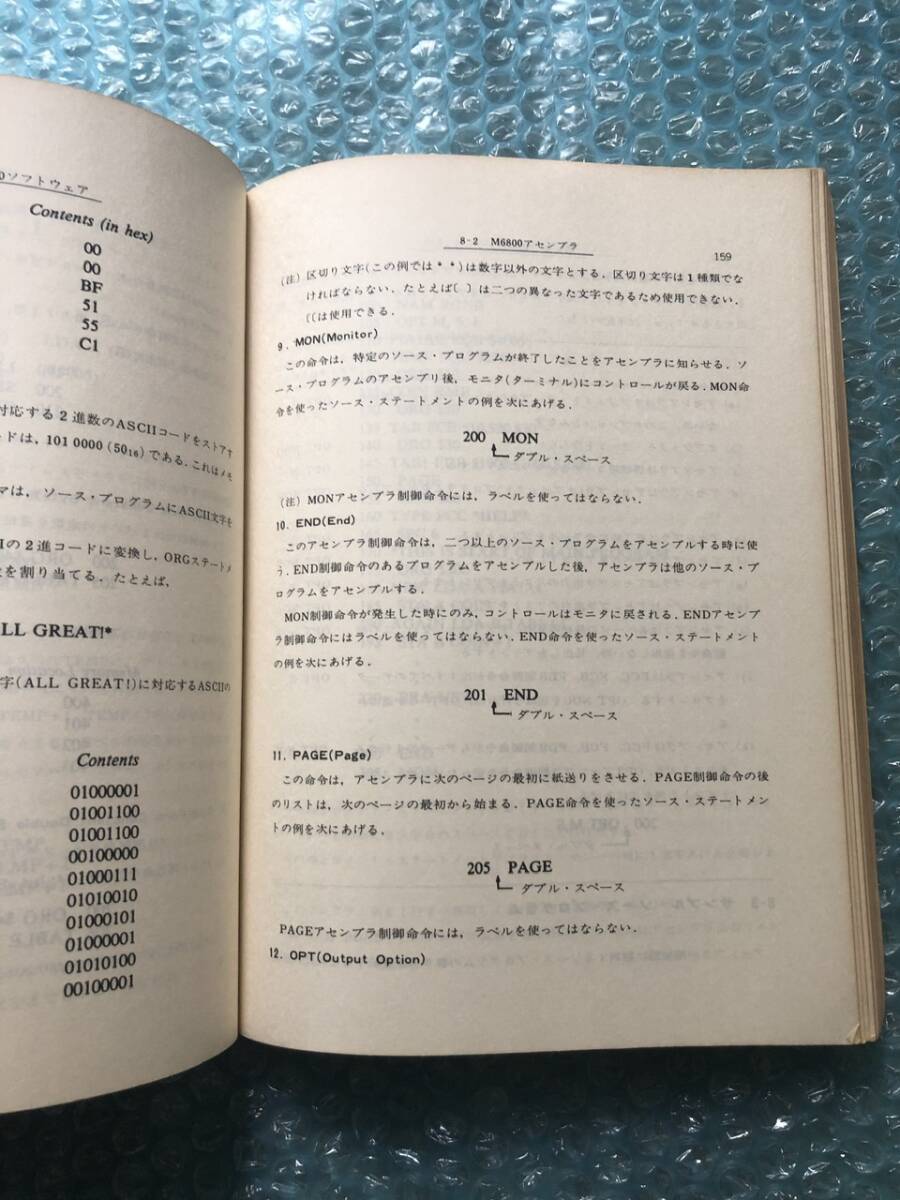 0ソフトウェア
Contents (in hex)
00
00
BF
51
55
C1
対応する2進数のASCIIコードをストアす
ドは, 101 0000 (50₁₆) である. これはメモ
マは, ソース・プログラムにASCII文字を
Iの2進コードに変換し, ORGステートメ
を割り当てる. たとえば,
ALL GREAT!*
字(ALL GREAT!)に対応するASCIIの
Contents
01000001
01001100
01001100
00100000
01000111
01010010
01000101
01000001
01010100
00100001
8-2 M6800アセンブラ
159
(注) 区切り文字(この例では* *)は数字以外の文字とする. 区切り文字は1種類でな
ければならない. たとえば〔 〕は二つの異なった文字であるため使用できない.
〔〔は使用できる.
9. MON(Monitor)
この命令は, 特定のソース・プログラムが終了したことをアセンブラに知らせる. ソ
ース・プログラムのアセンブリ後, モニタ(ターミナル)にコントロールが戻る. MON命
令を使ったソース・ステートメントの例を次にあげる.
200 MON
ダブル・スペース
(注) MONアセンブラ制御命令には, ラベルを使ってはならない.
10. END(End)
このアセンブラ制御命令は, 二つ以上のソース・プログラムをアセンブルする時に使
う. END制御命令のあるプログラムをアセンブルした後, アセンブラは他のソース・プ
ログラムをアセンブルする.
MON制御命令が発生した時にのみ, コントロールはモニタに戻される. ENDアセンブ
ラ制御命令にはラベルを使ってはならない. END命令を使ったソース・ステートメント
の例を次にあげる.
201 END
ダブル・スペース
11. PAGE(Page)
この命令は, アセンブラに次のページの最初に紙送りをさせる. PAGE制御命令の後
のリストは, 次のページの最初から始まる. PAGE命令を使ったソース・ステートメン
トの例を次にあげる.
205 PAGE
ダブル・スペース
PAGEアセンブラ制御命令には, ラベルを使ってはならない.
12. OPT(Output Option)